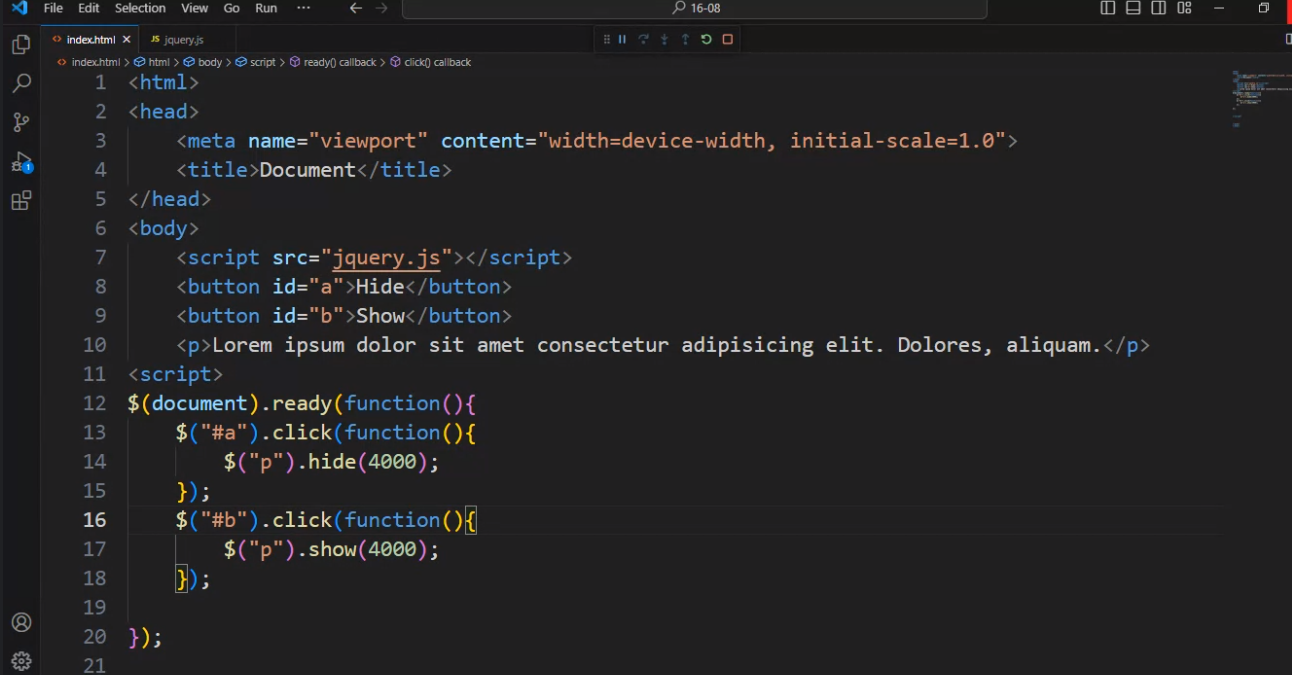 File Edit Selection View Go Run ··· 16-08
index.html JS jquery.js
index.html > html > body > script > ready() callback > click() callback
1 <html>
2 <head>
3     <meta name="viewport" content="width=device-width, initial-scale=1.0">
4     <title>Document</title>
5 </head>
6 <body>
7     <script src="jquery.js"></script>
8     <button id="a">Hide</button>
9     <button id="b">Show</button>
10     <p>Lorem ipsum dolor sit amet consectetur adipisicing elit. Dolores, aliquam.</p>
11 <script>
12 $(document).ready(function(){
13     $("#a").click(function(){
14         $("p").hide(4000);
15     });
16     $("#b").click(function(){
17         $("p").show(4000);
18     });
19
20 });
21
1